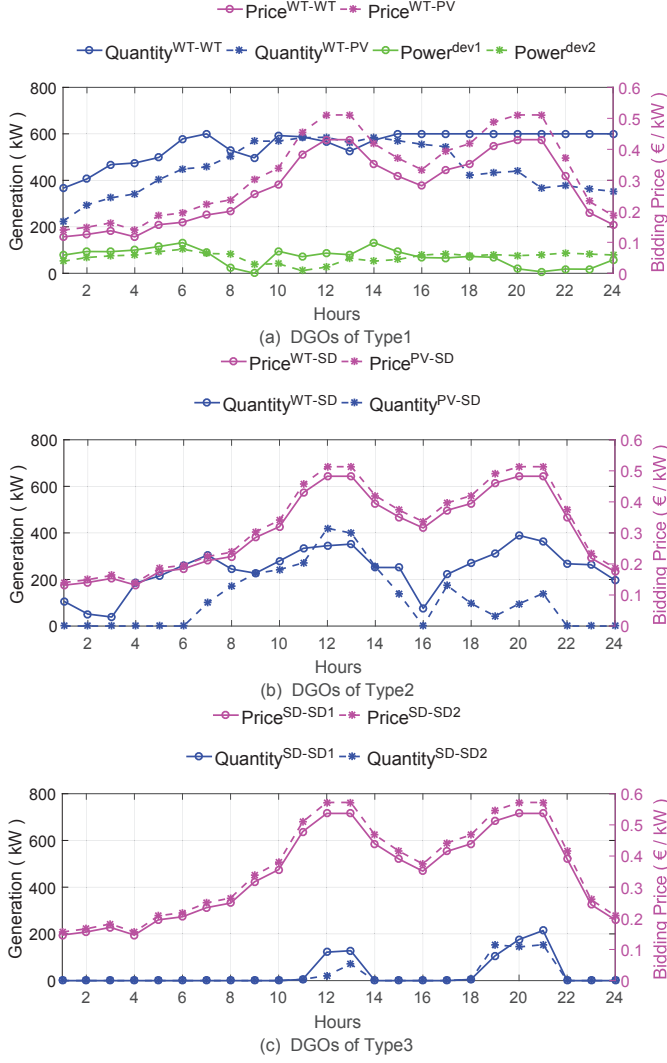 Price^WT-WT Price^WT-PV
Quantity^WT-WT Quantity^WT-PV Power^dev1 Power^dev2
800 0.6
0.5
600
0.4
400 0.3
0.2
200
0.1
0 0
2 4 6 8 10 12 14 16 18 20 22 24
Generation ( kW )
Bidding Price ( € / kW )
Hours
(a) DGOs of Type1
Price^WT-SD Price^PV-SD
Quantity^WT-SD Quantity^PV-SD
800 0.6
0.5
600
0.4
400 0.3
0.2
200
0.1
0 0
2 4 6 8 10 12 14 16 18 20 22 24
Generation ( kW )
Bidding Price ( € / kW )
Hours
(b) DGOs of Type2
Price^SD-SD1 Price^SD-SD2
Quantity^SD-SD1 Quantity^SD-SD2
800 0.6
0.5
600
0.4
400 0.3
0.2
200
0.1
0 0
2 4 6 8 10 12 14 16 18 20 22 24
Generation ( kW )
Bidding Price ( € / kW )
Hours
(c) DGOs of Type3